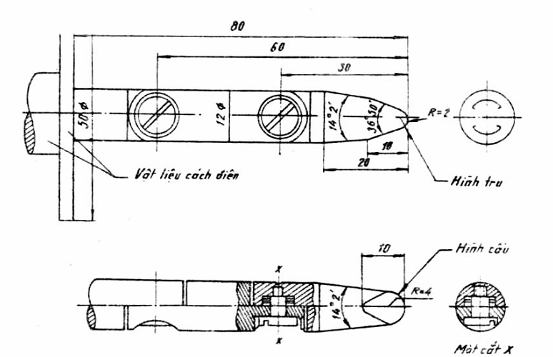 80
60
30
50 ϕ
12 ϕ
14°2'
36°50'
R=2
10
20
Vật liệu cách điện
Hình trụ
10
Hình cầu
x
14°2'
R=4
x
Mặt cắt X